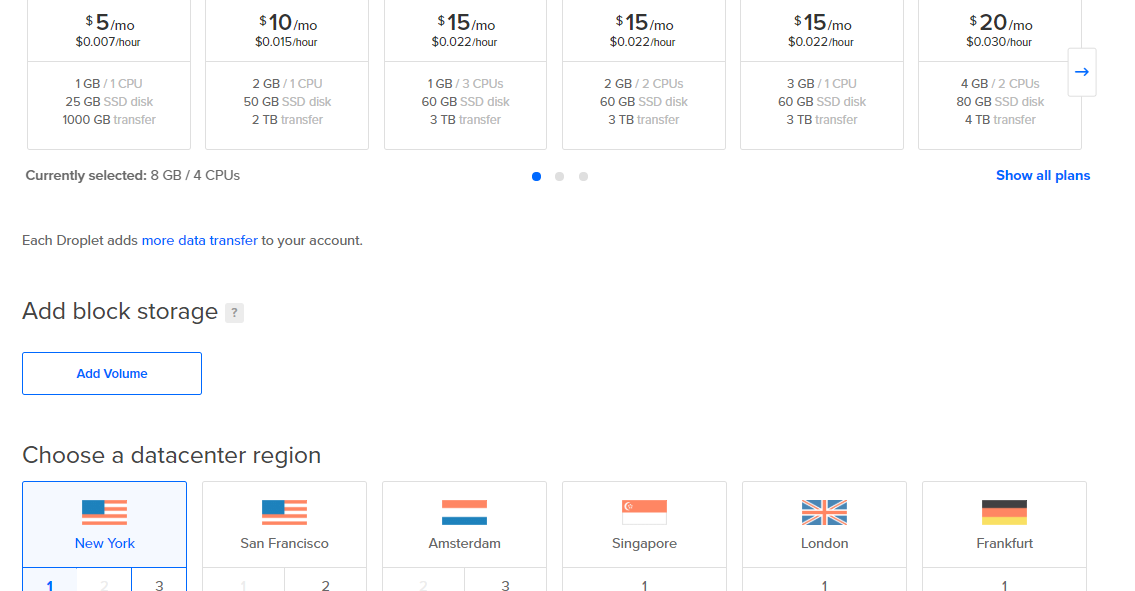 $5/mo $10/mo $15/mo $15/mo $15/mo $20/mo
$0.007/hour $0.015/hour $0.022/hour $0.022/hour $0.022/hour $0.030/hour
1 GB / 1 CPU 2 GB / 1 CPU 1 GB / 3 CPUs 2 GB / 2 CPUs 3 GB / 1 CPU 4 GB / 2 CPUs
25 GB SSD disk 50 GB SSD disk 60 GB SSD disk 60 GB SSD disk 60 GB SSD disk 80 GB SSD disk
1000 GB transfer 2 TB transfer 3 TB transfer 3 TB transfer 3 TB transfer 4 TB transfer
Currently selected: 8 GB / 4 CPUs Show all plans
Each Droplet adds more data transfer to your account.
Add block storage ?
Add Volume
Choose a datacenter region
New York San Francisco Amsterdam Singapore London Frankfurt
1 2 3 1 2 2 3 1 1 1